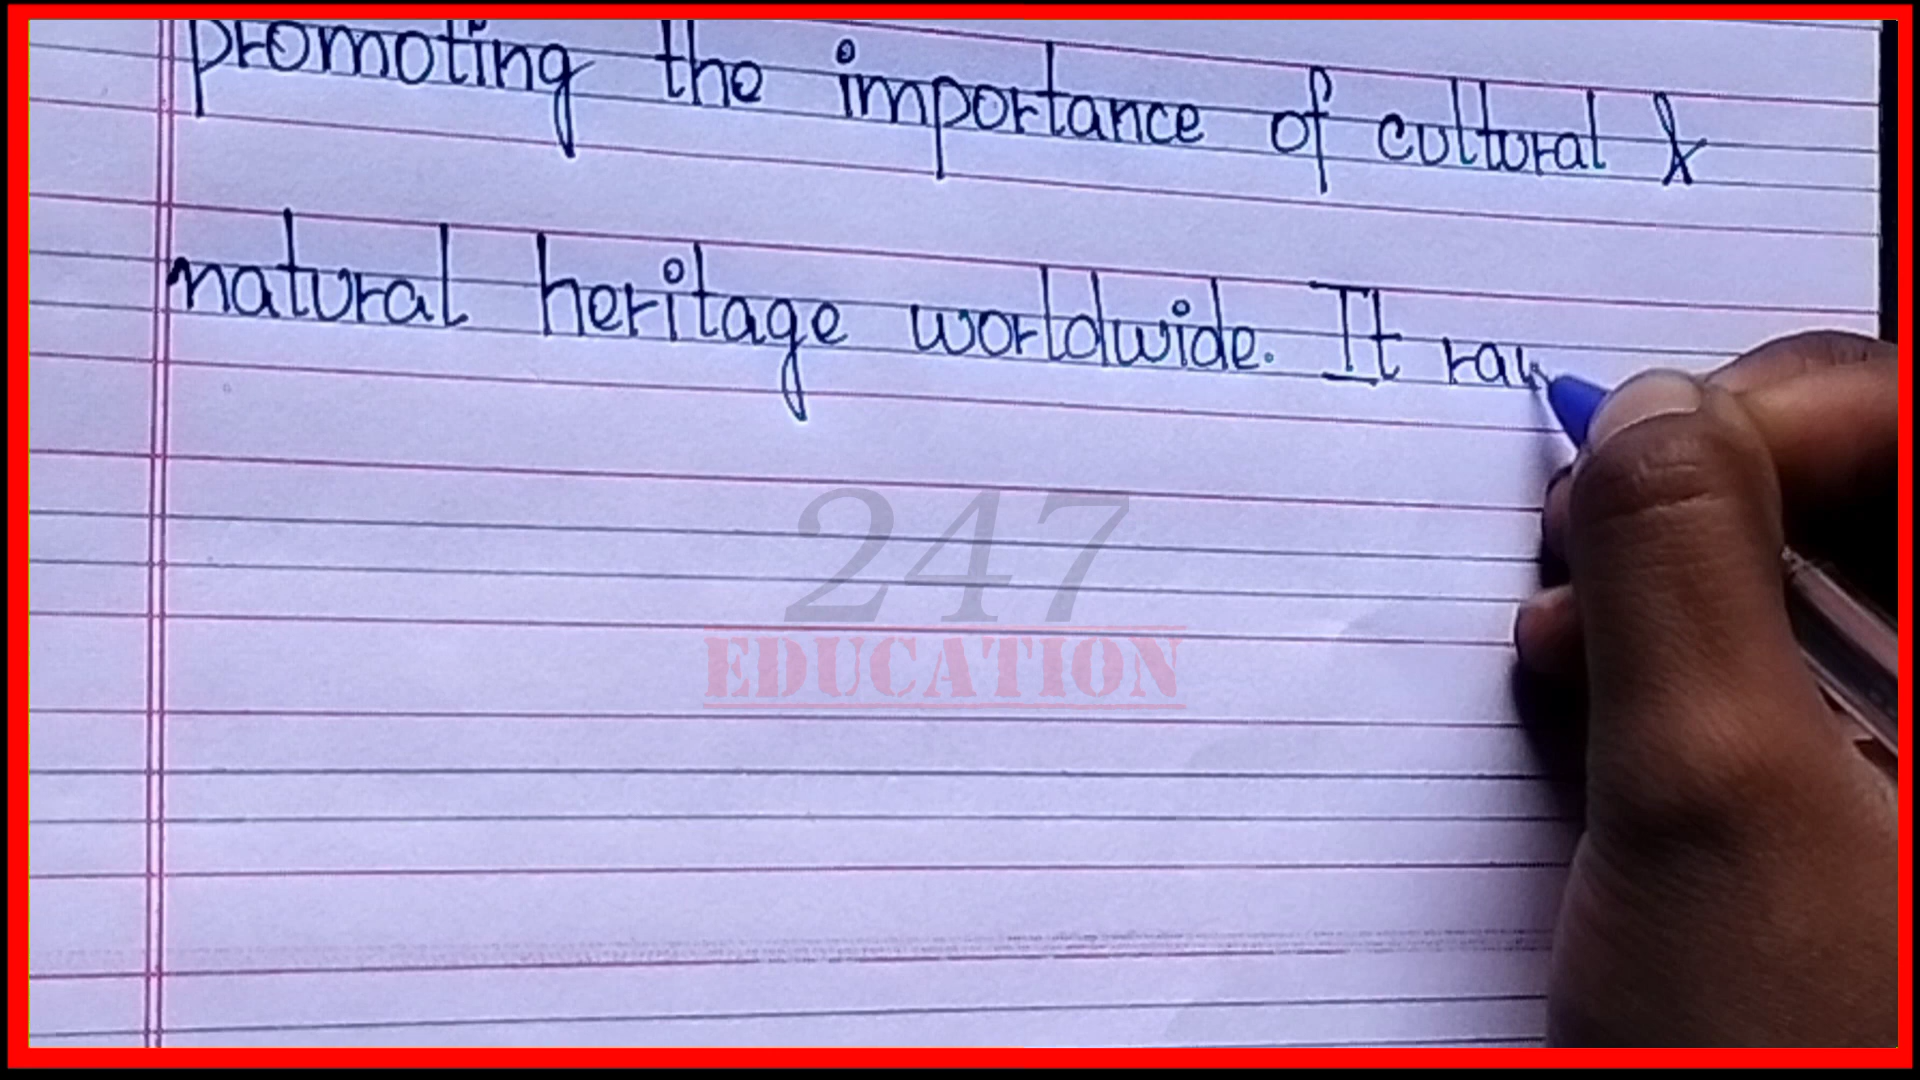 promoting the importance of cultural &
natural heritage worldwide. It
247
EDUCATION